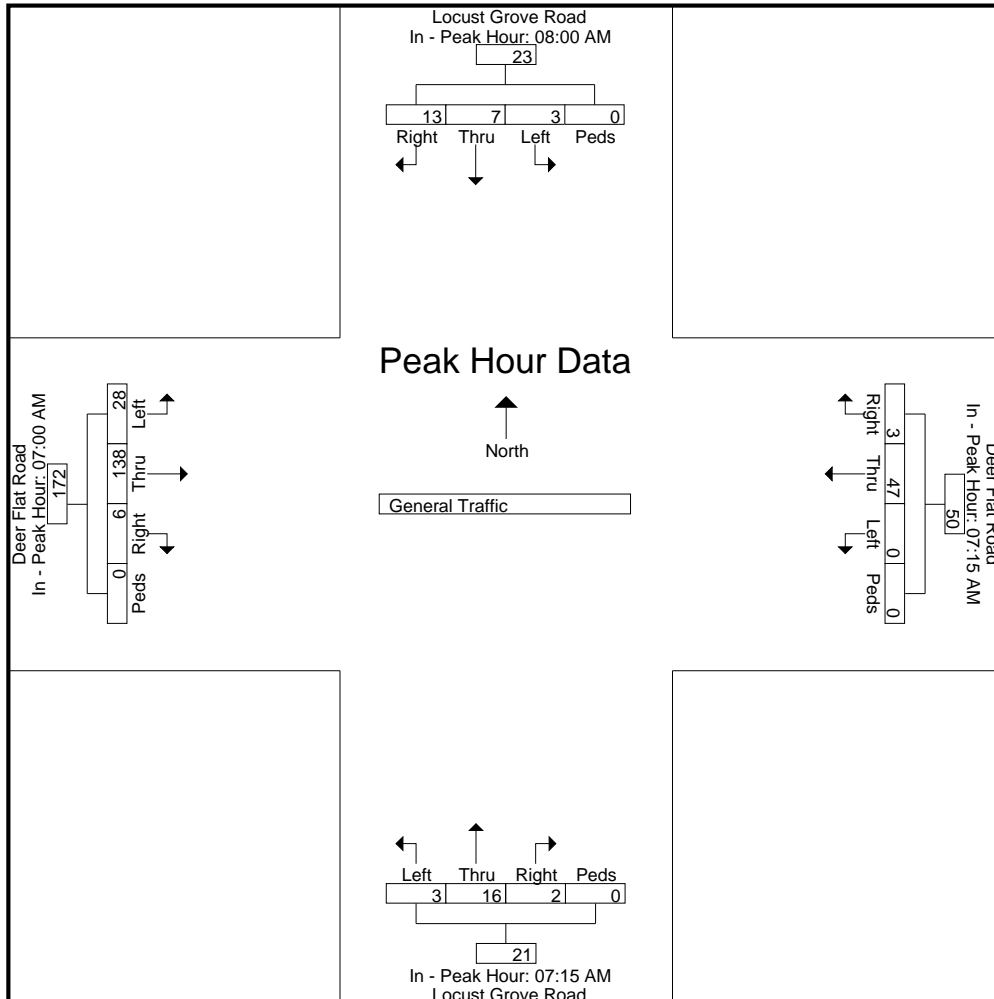 Locust Grove Road
In - Peak Hour: 08:00 AM
23
13 7 3 0
Right Thru Left Peds
Peak Hour Data
North
General Traffic
Deer Flat Road
In - Peak Hour: 07:00 AM
172
28 138 6 0
Left Thru Right Peds
Right Thru Left Peds
3 47 0 0
50
In - Peak Hour: 07:15 AM
Deer Flat Road
Left Thru Right Peds
3 16 2 0
21
In - Peak Hour: 07:15 AM
Locust Grove Road